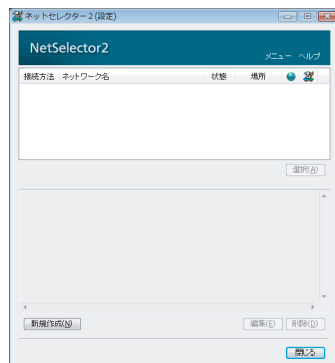 ネットセレクター2(設定)
NetSelector2
メニュー ヘルプ
接続方法 ネットワーク名 状態 場所
選択(A)
新規作成(N) 編集(E) 削除(D)
閉じる